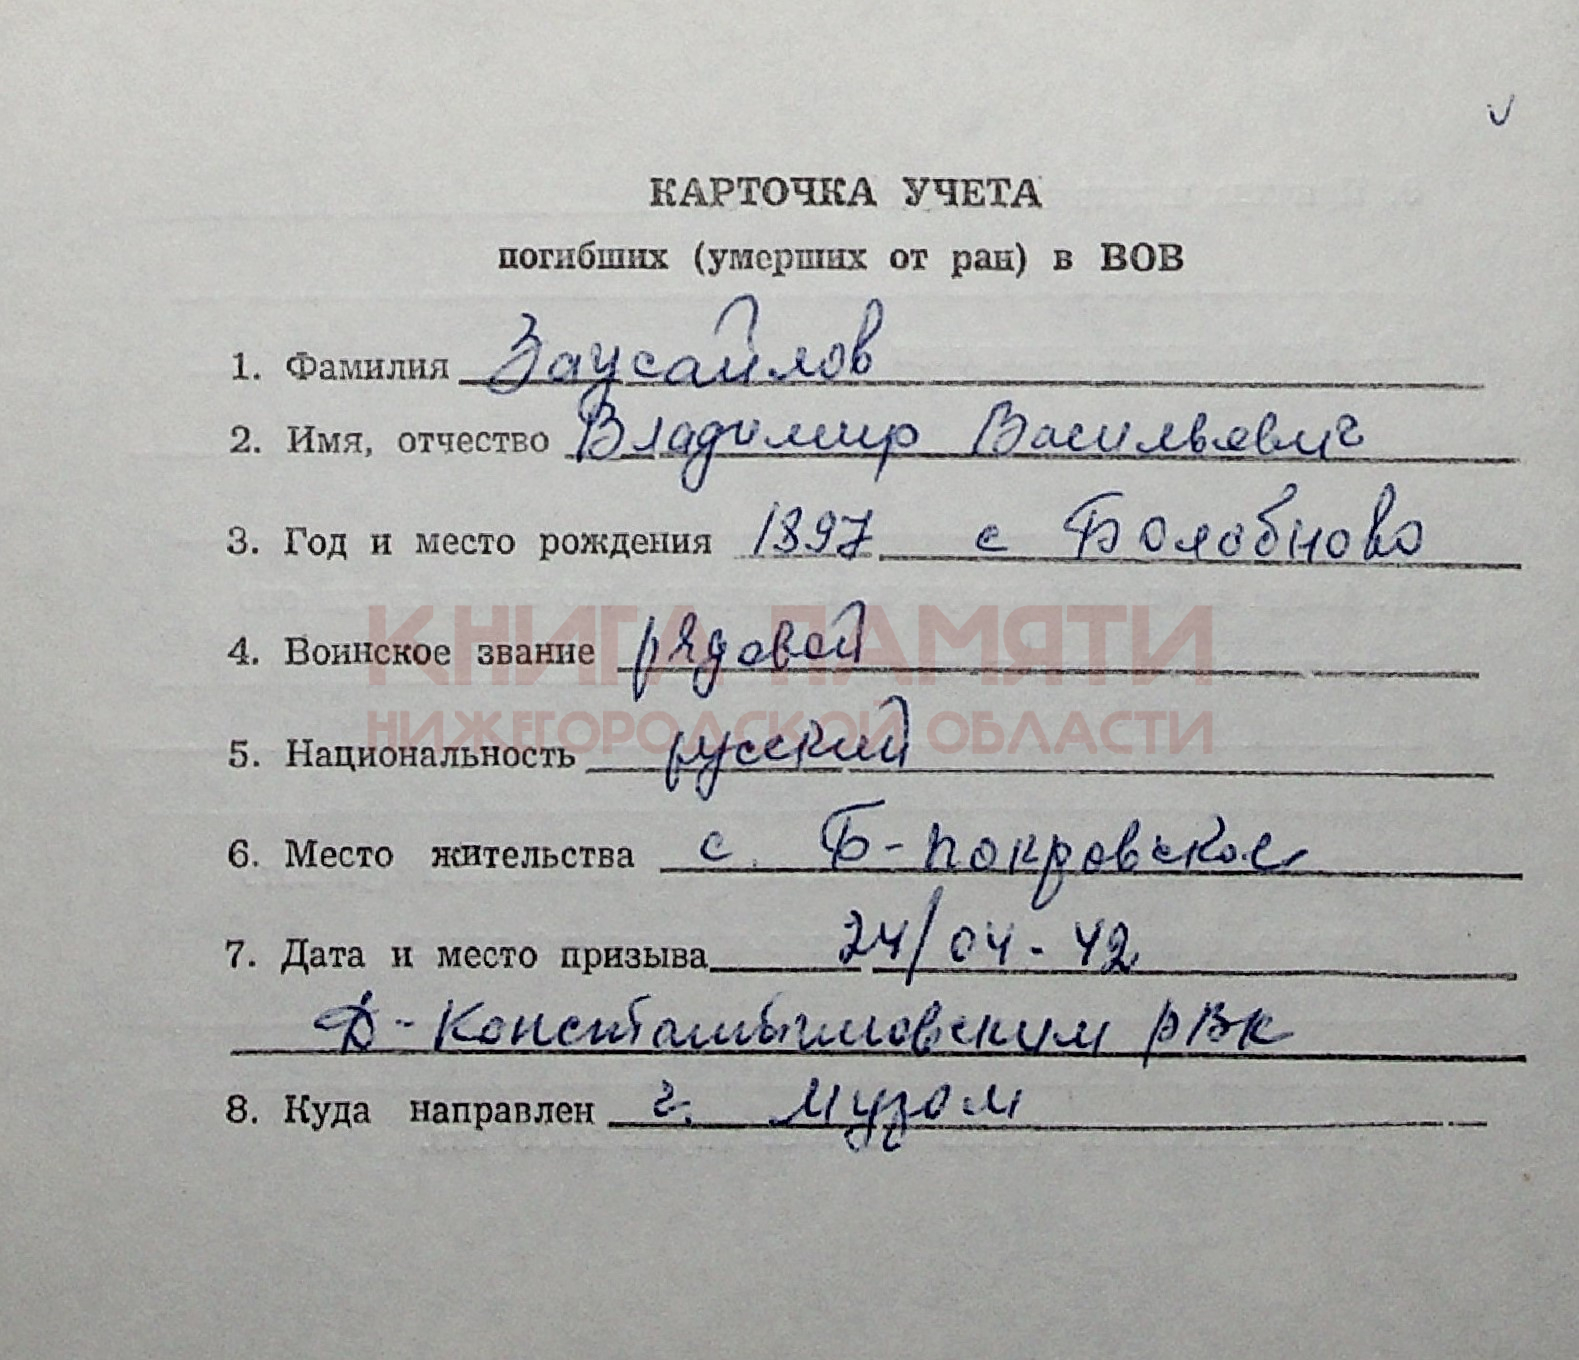 КАРТОЧКА УЧЕТА
погибших (умерших от ран) в ВОВ
1. Фамилия Заусайлов
2. Имя, отчество Владимир Васильевич
3. Год и место рождения 1897 с Болобново
КНИГА ПАМЯТИ
4. Воинское звание рядовой
НИЖЕГОРОДСКОЙ ОБЛАСТИ
5. Национальность русский
6. Место жительства с. Б-покровское
7. Дата и место призыва 24/04-42
Д-Константиновским РВК
8. Куда направлен г. Муром